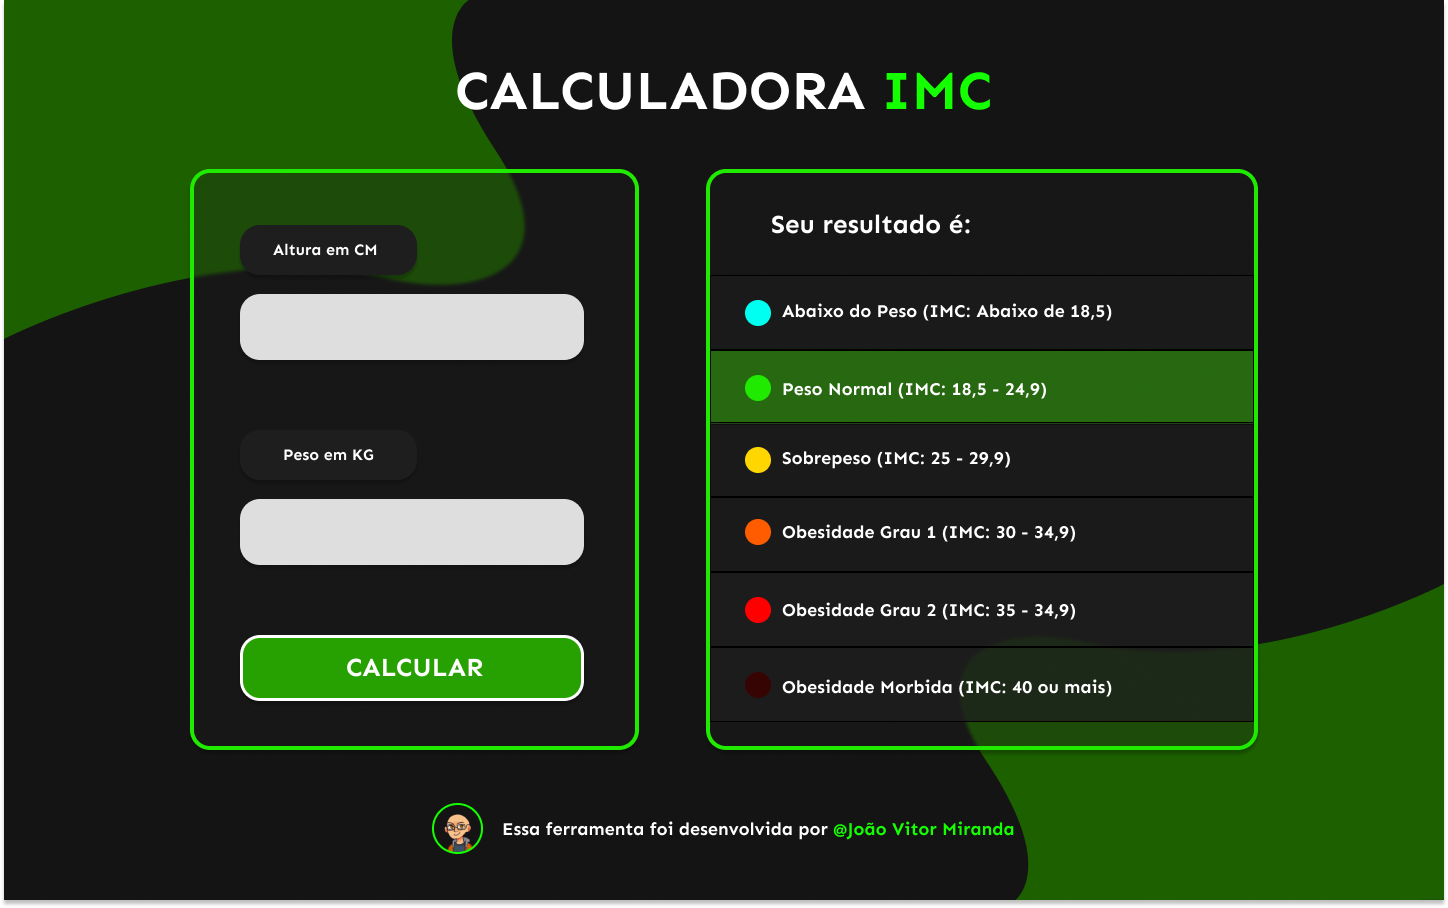 CALCULADORA IMC
Altura em CM
Peso em KG
CALCULAR
Seu resultado é:
Abaixo do Peso (IMC: Abaixo de 18,5)
Peso Normal (IMC: 18,5 - 24,9)
Sobrepeso (IMC: 25 - 29,9)
Obesidade Grau 1 (IMC: 30 - 34,9)
Obesidade Grau 2 (IMC: 35 - 34,9)
Obesidade Morbida (IMC: 40 ou mais)
Essa ferramenta foi desenvolvida por @João Vitor Miranda